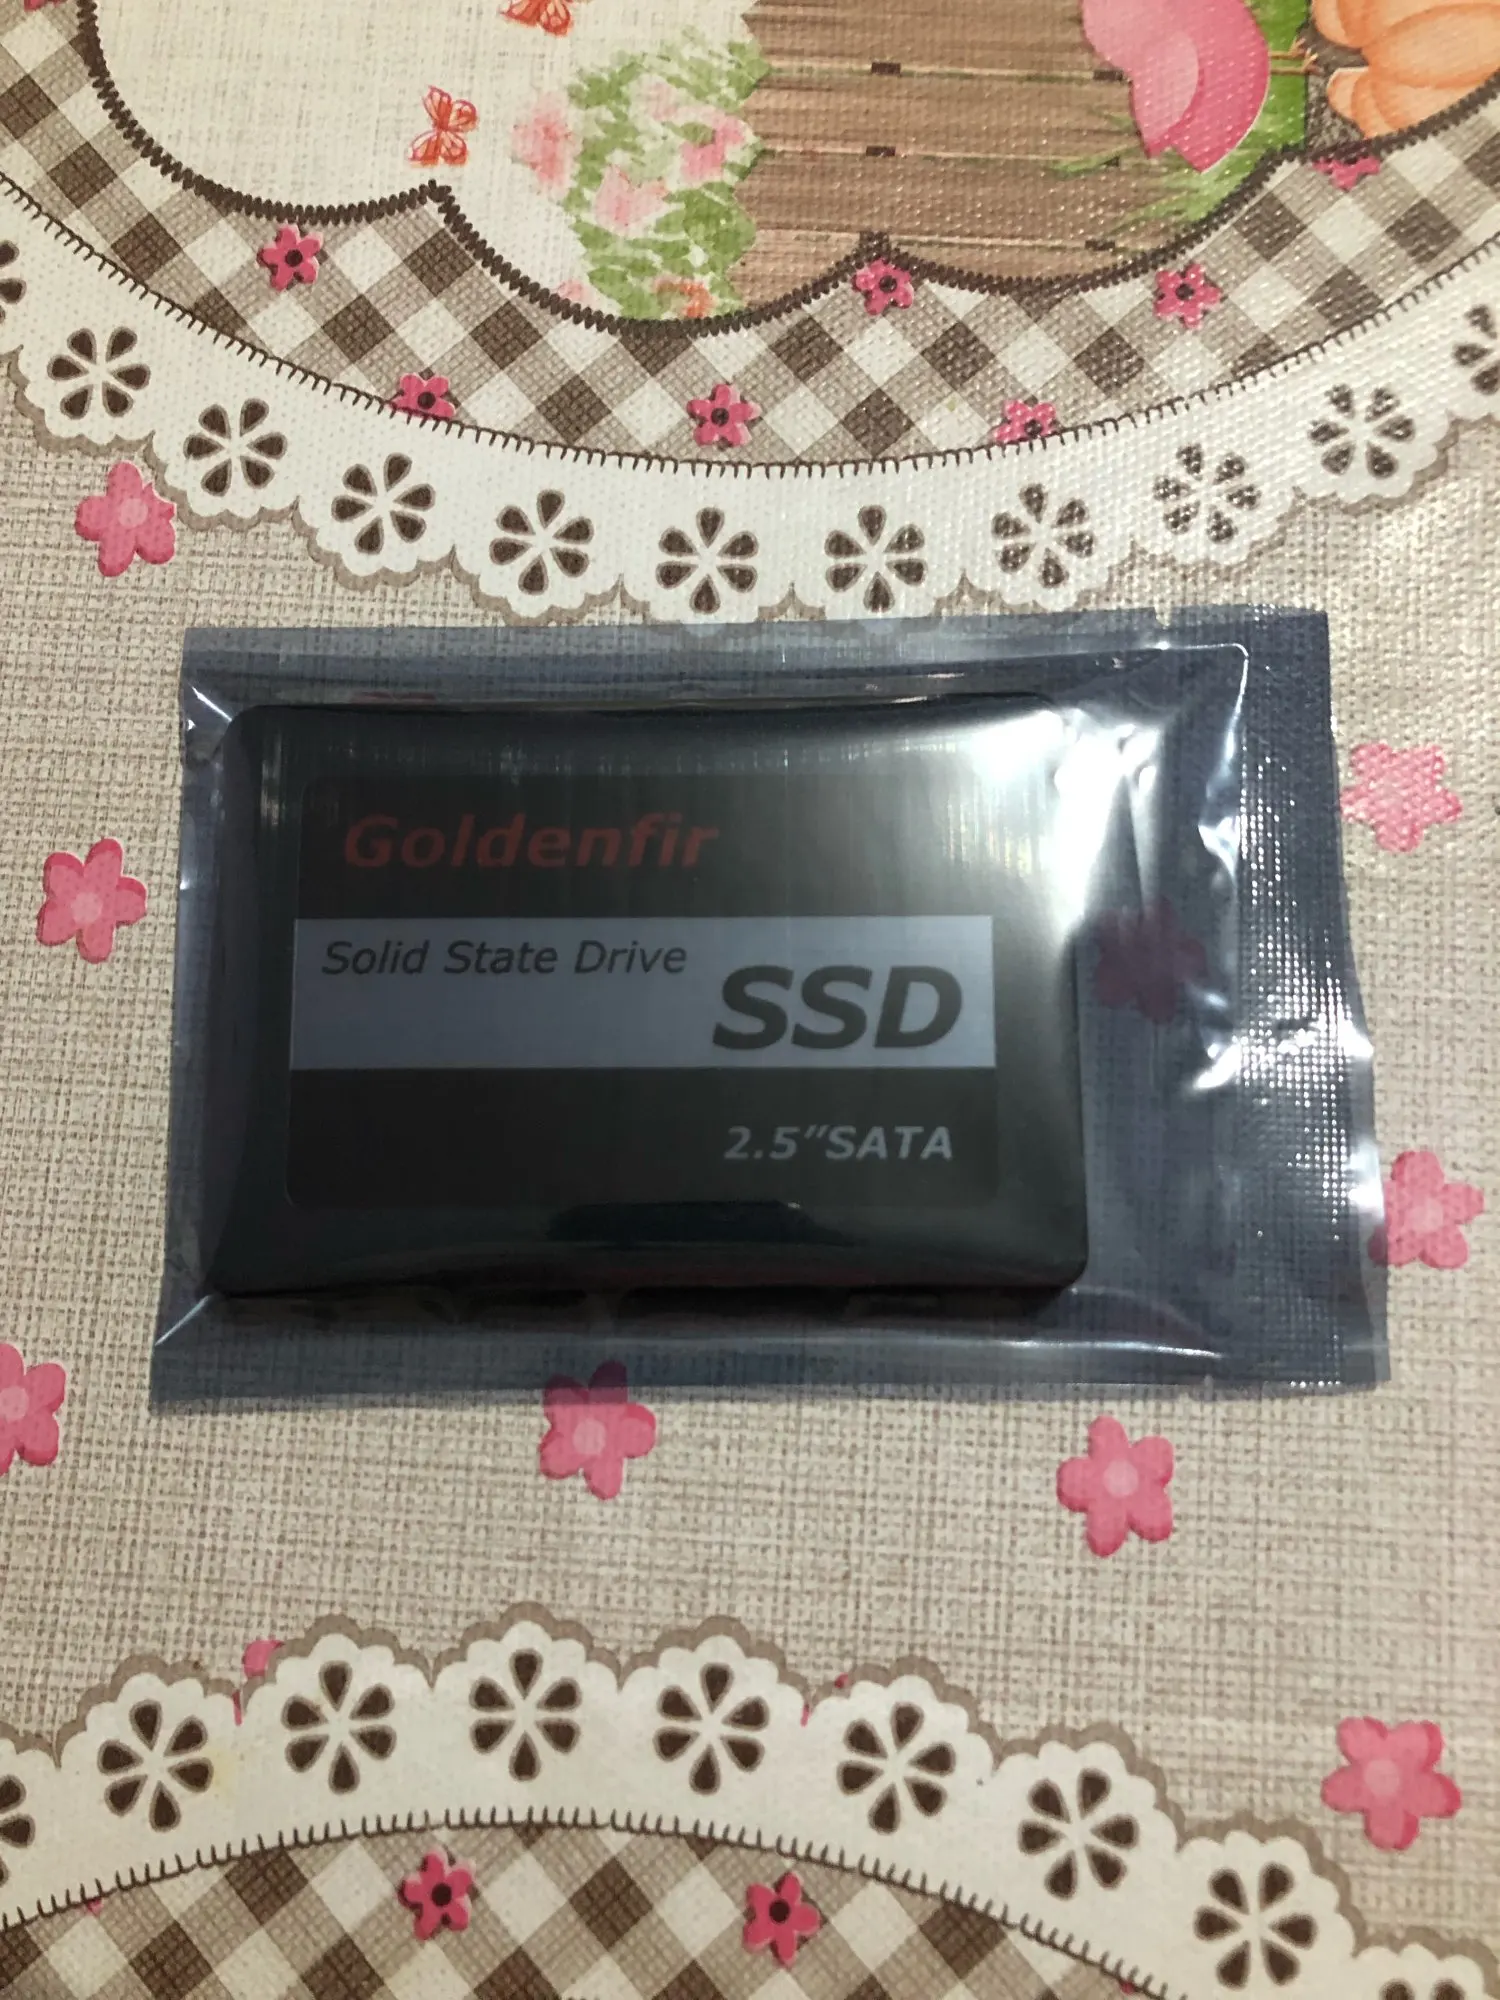 Goldenfir
Solid State Drive
SSD
2.5"SATA